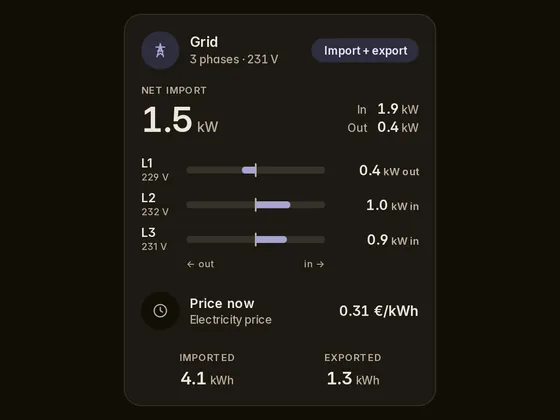 Grid
3 phases · 231 V
Import + export
NET IMPORT
1.5 kW
In 1.9 kW
Out 0.4 kW
L1
229 V
0.4 kW out
L2
232 V
1.0 kW in
L3
231 V
0.9 kW in
← out in →
Price now
Electricity price
0.31 €/kWh
IMPORTED EXPORTED
4.1 kWh 1.3 kWh